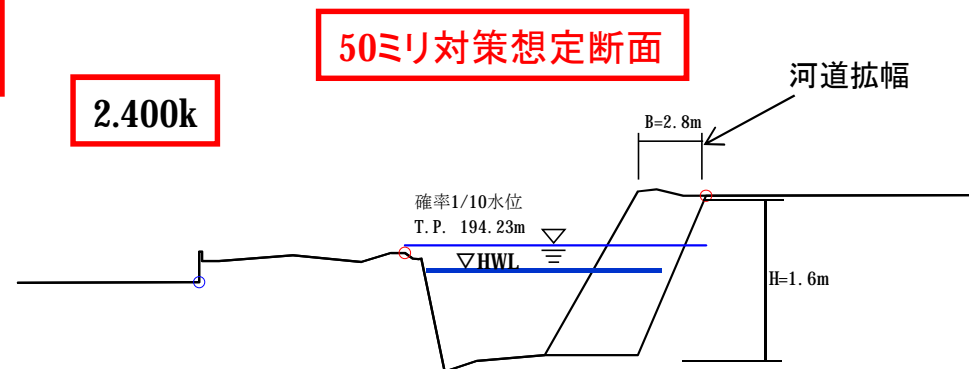 50ミリ対策想定断面
2.400k
河道拡幅
B=2.8m
確率1/10水位
T.P. 194.23m
▽HWL
H=1.6m